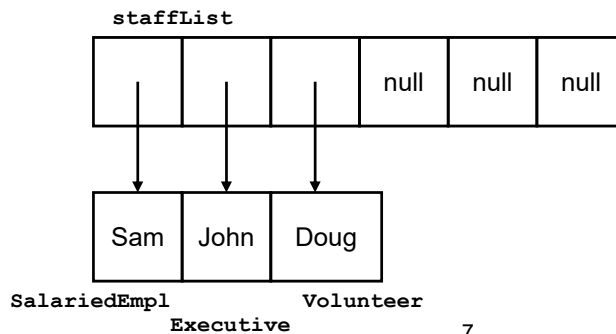 staffList
null null null
Sam John Doug
SalariedEmpl Volunteer
Executive 7